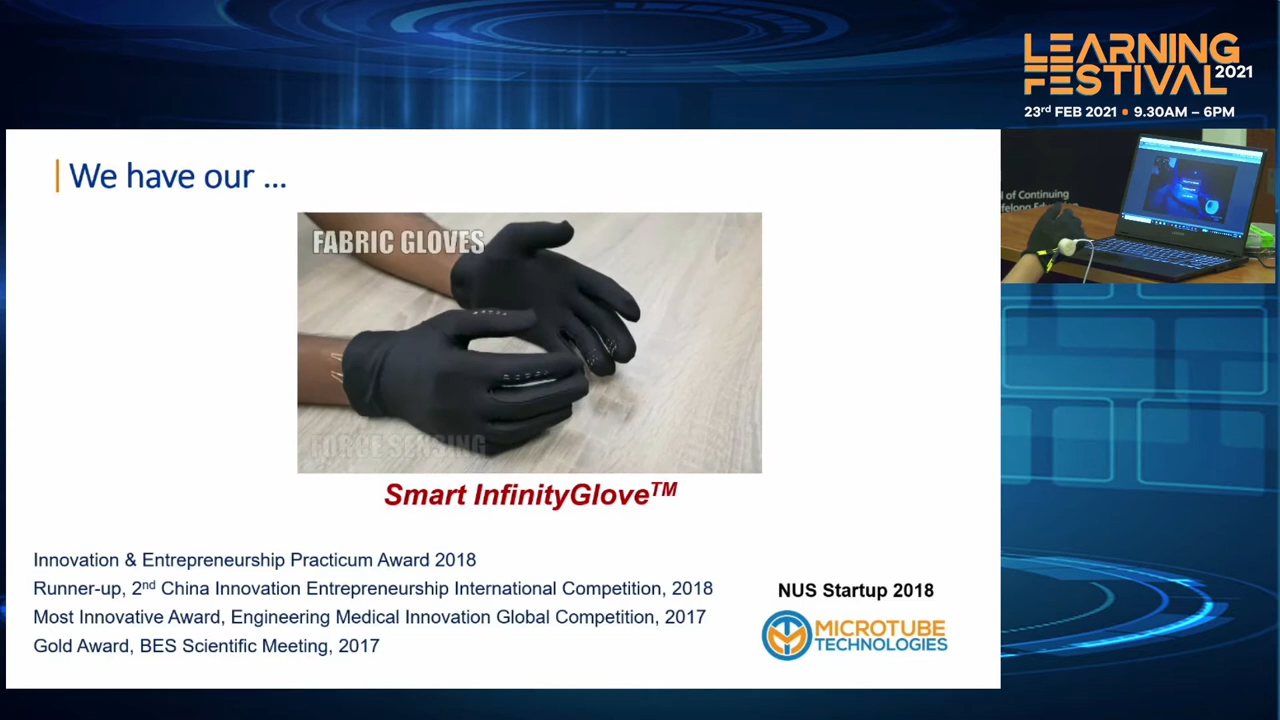 LEARNING
FESTIVAL 2021
23rd FEB 2021 • 9.30AM – 6PM
We have our ...
FABRIC GLOVES
FORCE SENSING
Smart InfinityGlove™
Innovation & Entrepreneurship Practicum Award 2018
Runner-up, 2nd China Innovation Entrepreneurship International Competition, 2018
Most Innovative Award, Engineering Medical Innovation Global Competition, 2017
Gold Award, BES Scientific Meeting, 2017
NUS Startup 2018
MICROTUBE
TECHNOLOGIES
l of Continuing